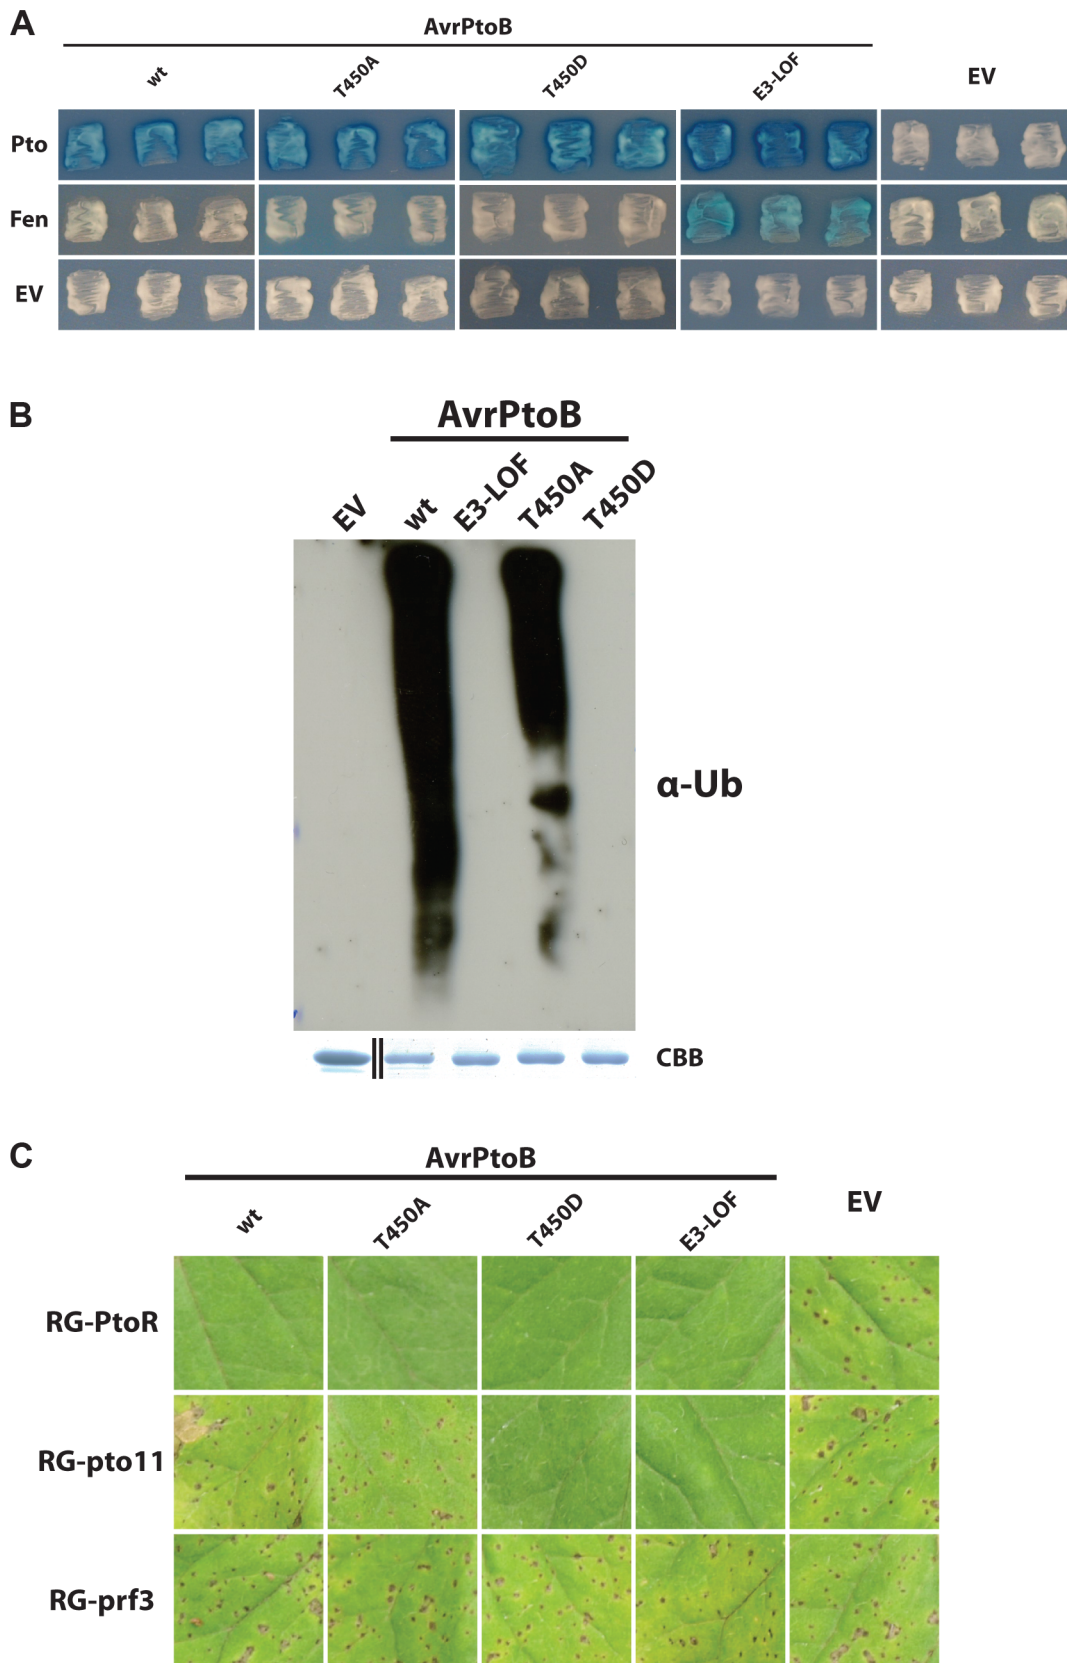 A
AvrPtoB
wt T450A T450D E3-LOF EV
Pto
Fen
EV
B
AvrPtoB
EV wt E3-LOF T450A T450D
α-Ub
CBB
C
AvrPtoB
wt T450A T450D E3-LOF EV
RG-PtoR
RG-pto11
RG-prf3